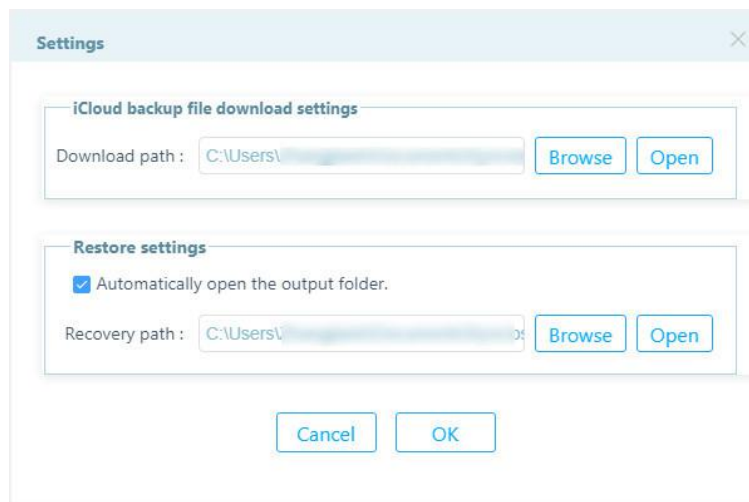 Settings
iCloud backup file download settings
Download path : C:\Users\ Browse Open
Restore settings
Automatically open the output folder.
Recovery path : C:\Users\ Browse Open
Cancel OK